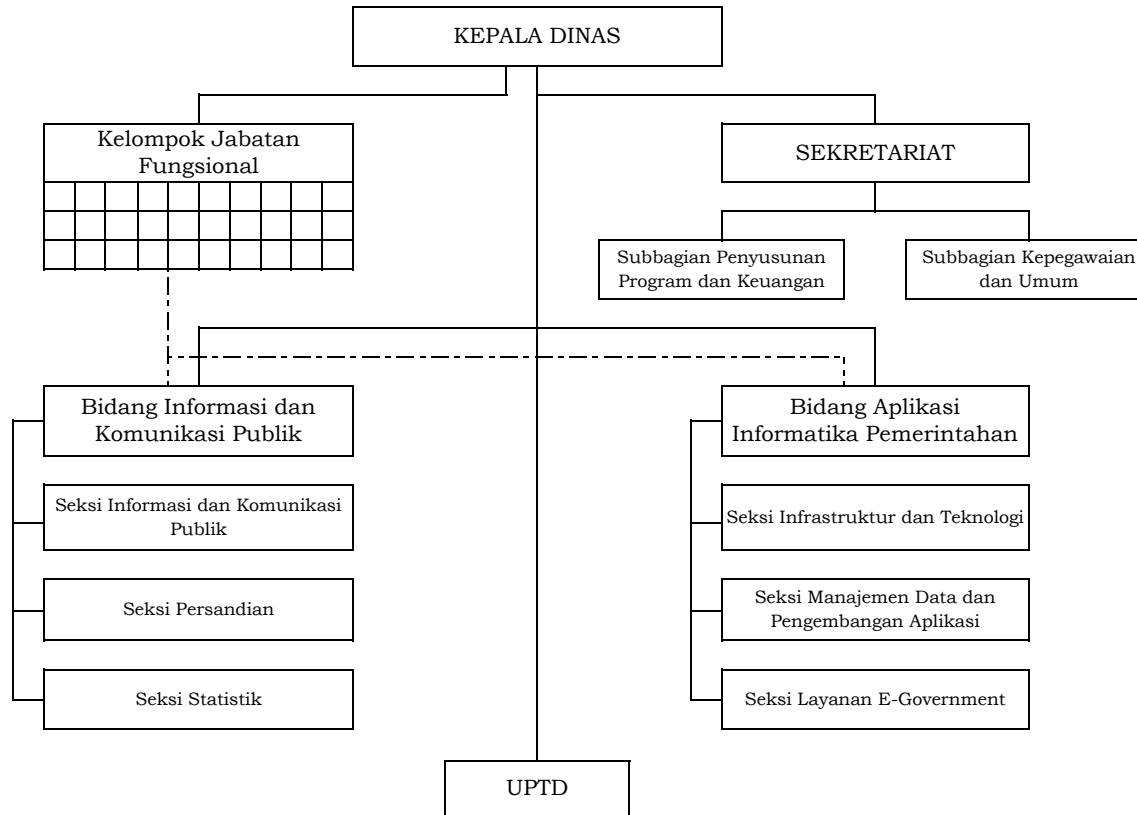 KEPALA DINAS
Kelompok Jabatan
Fungsional
SEKRETARIAT
Subbagian Penyusunan
Program dan Keuangan
Subbagian Kepegawaian
dan Umum
Bidang Informasi dan
Komunikasi Publik
Bidang Aplikasi
Informatika Pemerintahan
Seksi Informasi dan Komunikasi
Publik
Seksi Infrastruktur dan Teknologi
Seksi Persandian
Seksi Manajemen Data dan
Pengembangan Aplikasi
Seksi Statistik
Seksi Layanan E-Government
UPTD